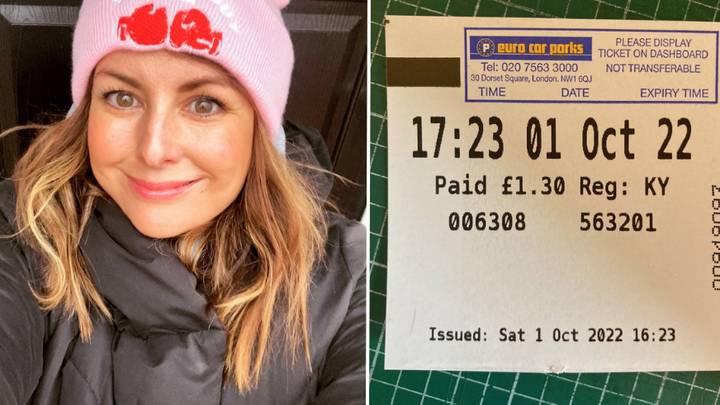 P euro car parks
Tel: 020 7563 3000
30 Dorset Square, London. NW1 6QJ
PLEASE DISPLAY
TICKET ON DASHBOARD
NOT TRANSFERABLE
TIME DATE EXPIRY TIME
17:23 01 Oct 22
Paid £1.30 Reg: KY
006308 563201
Issued: Sat 1 Oct 2022 16:23